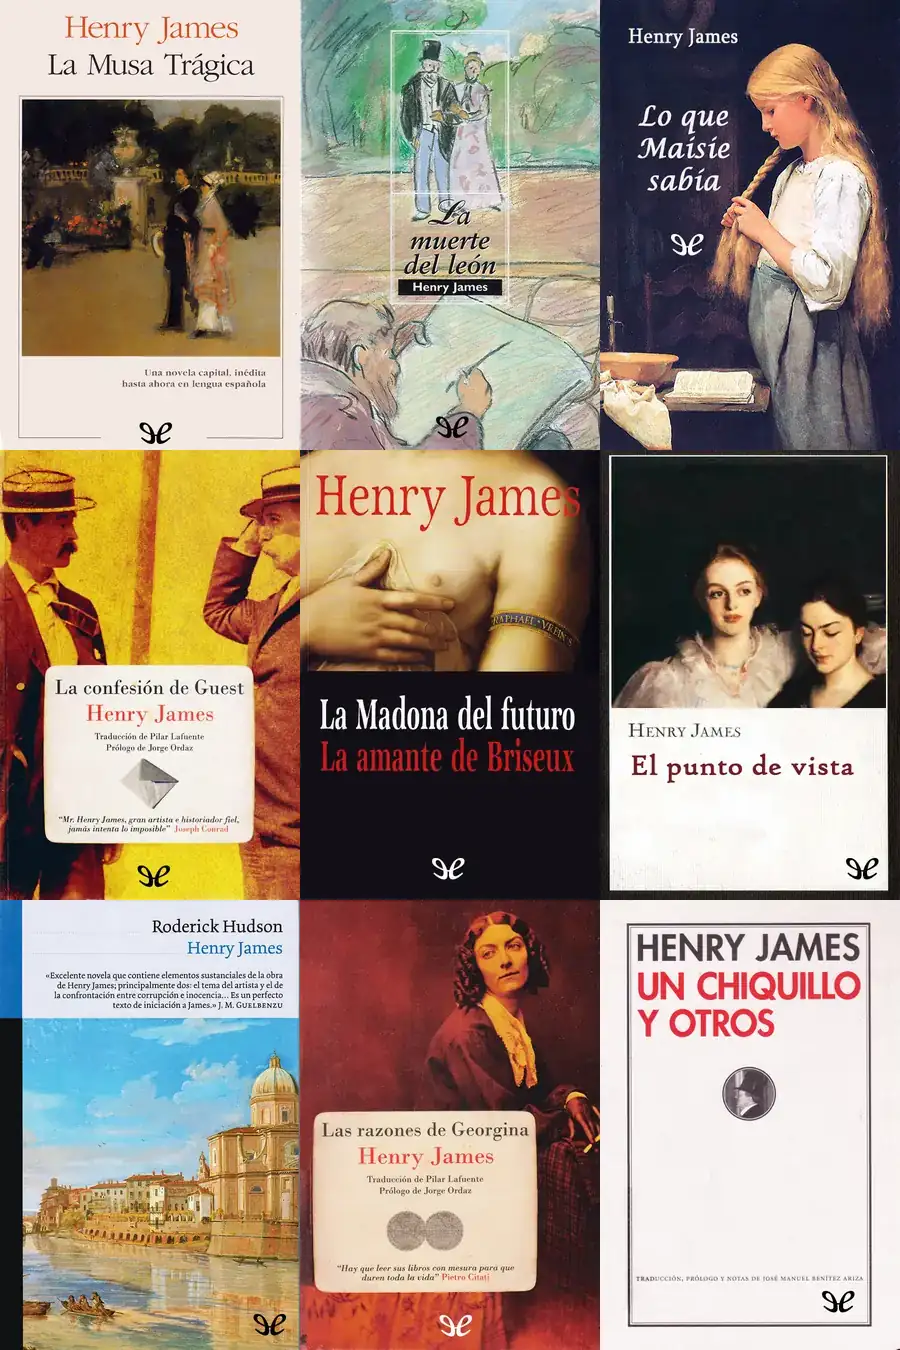 Henry James
La Musa Trágica
Una novela capital, inédita
hasta ahora en lengua española
La
muerte
del león
Henry James
Henry James
Lo que
Maisie
sabía
La confesión de Guest
Henry James
Traducción de Pilar Lafuente
Prólogo de Jorge Ordaz
"Mr. Henry James, gran artista e historiador fiel,
jamás intenta lo imposible" Joseph Conrad
Henry James
RAPHAEL·VRBIN·S
La Madona del futuro
La amante de Briseux
HENRY JAMES
El punto de vista
Roderick Hudson
Henry James
«Excelente novela que contiene elementos sustanciales de la obra
de Henry James; principalmente dos: el tema del artista y el de
la confrontación entre corrupción e inocencia... Es un perfecto
texto de iniciación a James.» J. M. GUELBENZU
Las razones de Georgina
Henry James
Traducción de Pilar Lafuente
Prólogo de Jorge Ordaz
"Hay que leer sus libros con mesura para que
duren toda la vida" Pietro Citati
HENRY JAMES
UN CHIQUILLO
Y OTROS
TRADUCCIÓN, PRÓLOGO Y NOTAS DE JOSÉ MANUEL BENÍTEZ ARIZA